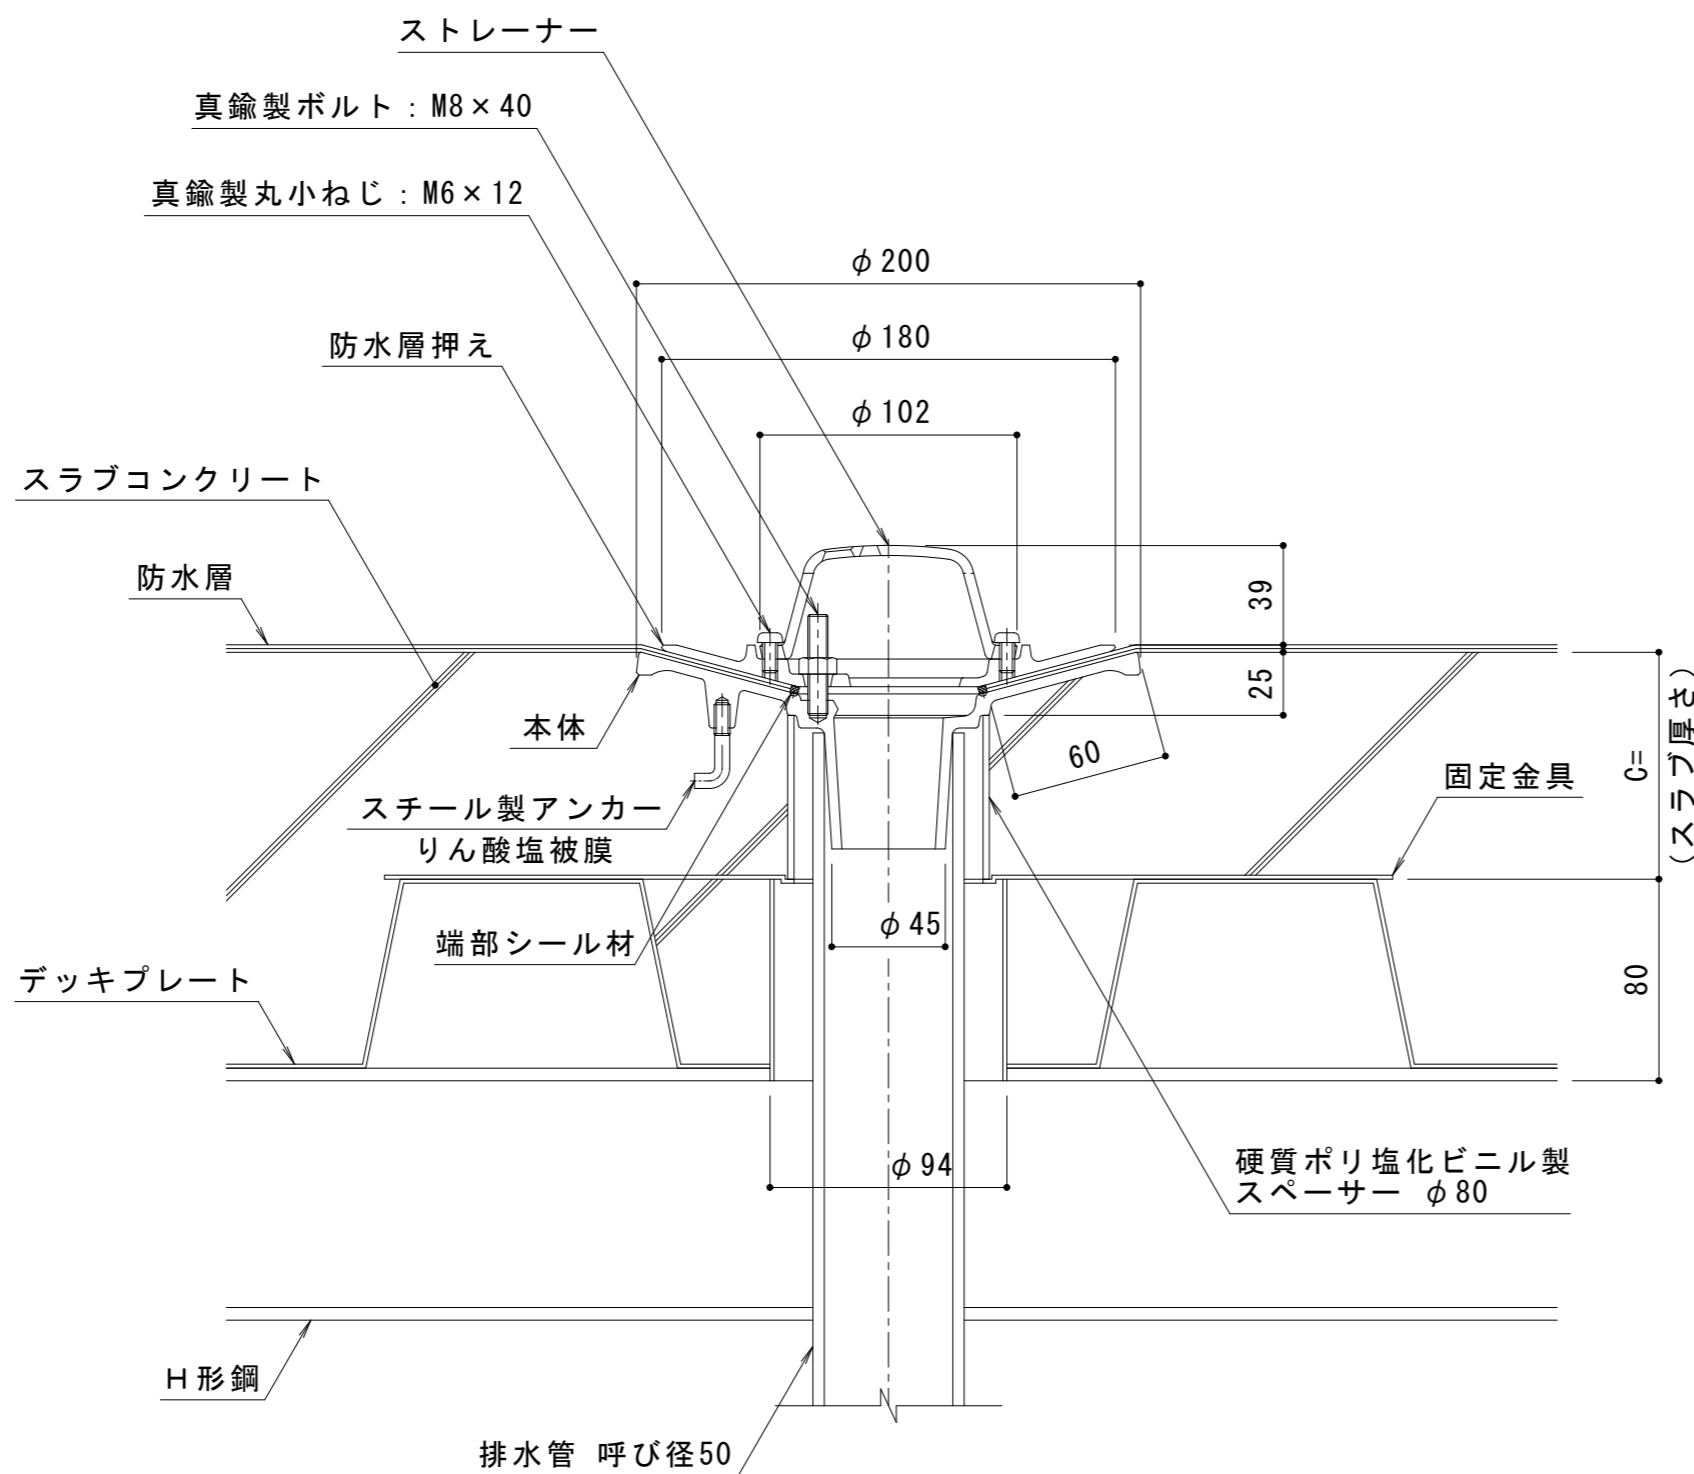 ストレーナー
真鍮製ボルト：M8×40
真鍮製丸小ねじ：M6×12
φ200
防水層押え
φ180
φ102
スラブコンクリート
防水層
39
25
本体
60
C=
(スラブ厚さ)
固定金具
スチール製アンカー
りん酸塩被膜
φ45
端部シール材
デッキプレート
80
φ94
硬質ポリ塩化ビニル製
スペーサー φ80
H形鋼
排水管 呼び径50